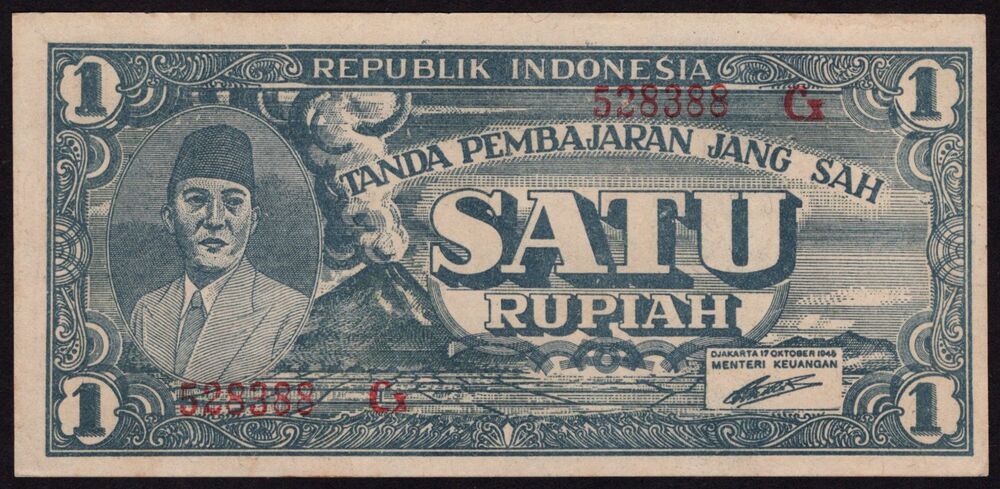 1 REPUBLIK INDONESIA 1
528388 G
TANDA PEMBAJARAN JANG SAH
SATU
RUPIAH
DJAKARTA 17 OKTOBER 1945
MENTERI KEUANGAN
528388 G
1 1